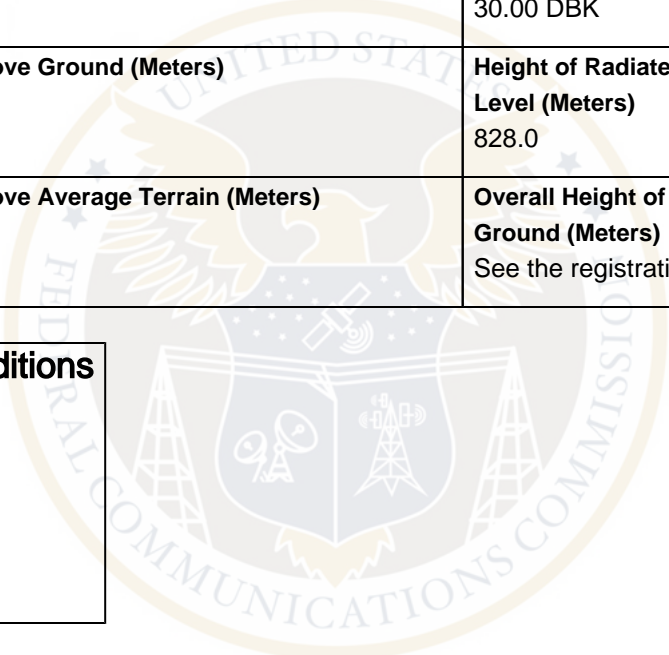 30.00 DBK
ove Ground (Meters)
Height of Radiate
Level (Meters)
828.0
ove Average Terrain (Meters)
Overall Height of
Ground (Meters)
See the registrati
ditions
UNITED STATES
FEDERAL COMMUNICATIONS COMMISSION